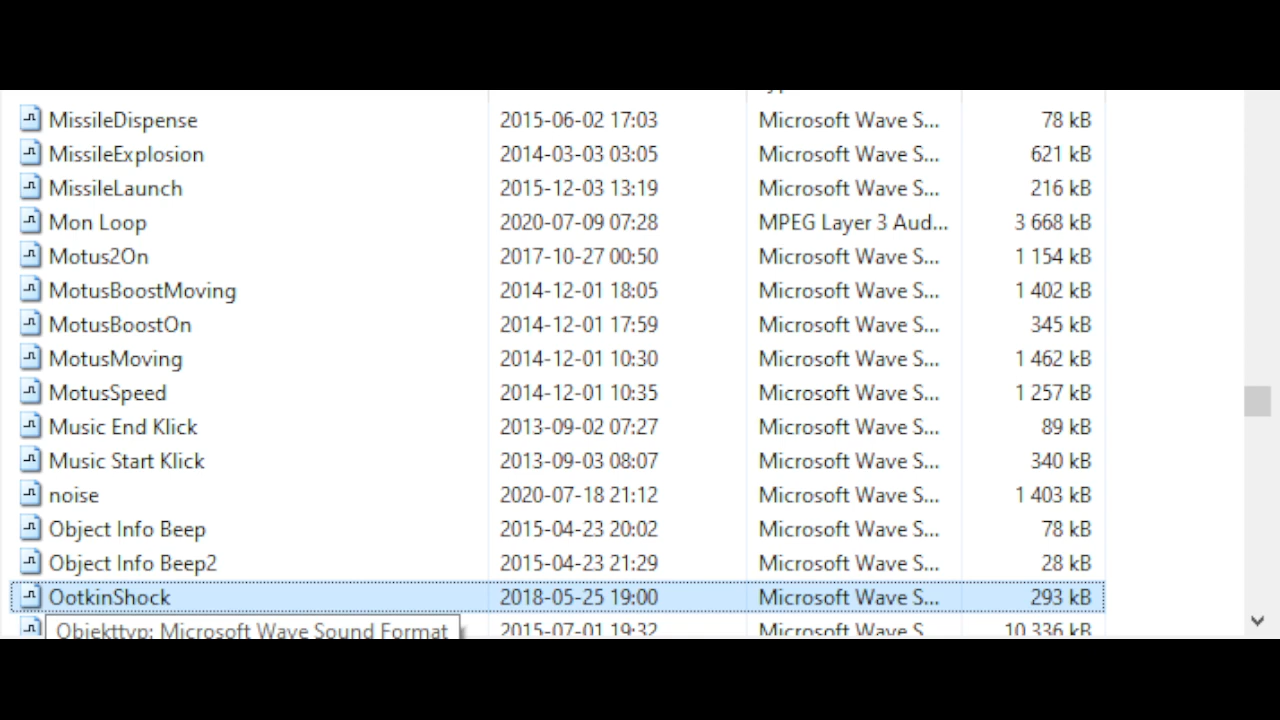 MissileDispense 2015-06-02 17:03 Microsoft Wave S... 78 kB
MissileExplosion 2014-03-03 03:05 Microsoft Wave S... 621 kB
MissileLaunch 2015-12-03 13:19 Microsoft Wave S... 216 kB
Mon Loop 2020-07-09 07:28 MPEG Layer 3 Aud... 3 668 kB
Motus2On 2017-10-27 00:50 Microsoft Wave S... 1 154 kB
MotusBoostMoving 2014-12-01 18:05 Microsoft Wave S... 1 402 kB
MotusBoostOn 2014-12-01 17:59 Microsoft Wave S... 345 kB
MotusMoving 2014-12-01 10:30 Microsoft Wave S... 1 462 kB
MotusSpeed 2014-12-01 10:35 Microsoft Wave S... 1 257 kB
Music End Klick 2013-09-02 07:27 Microsoft Wave S... 89 kB
Music Start Klick 2013-09-03 08:07 Microsoft Wave S... 340 kB
noise 2020-07-18 21:12 Microsoft Wave S... 1 403 kB
Object Info Beep 2015-04-23 20:02 Microsoft Wave S... 78 kB
Object Info Beep2 2015-04-23 21:29 Microsoft Wave S... 28 kB
OotkinShock 2018-05-25 19:00 Microsoft Wave S... 293 kB
Objekttyp: Microsoft Wave Sound Format 2015-07-01 19:32 Microsoft Wave S 10 336 kB